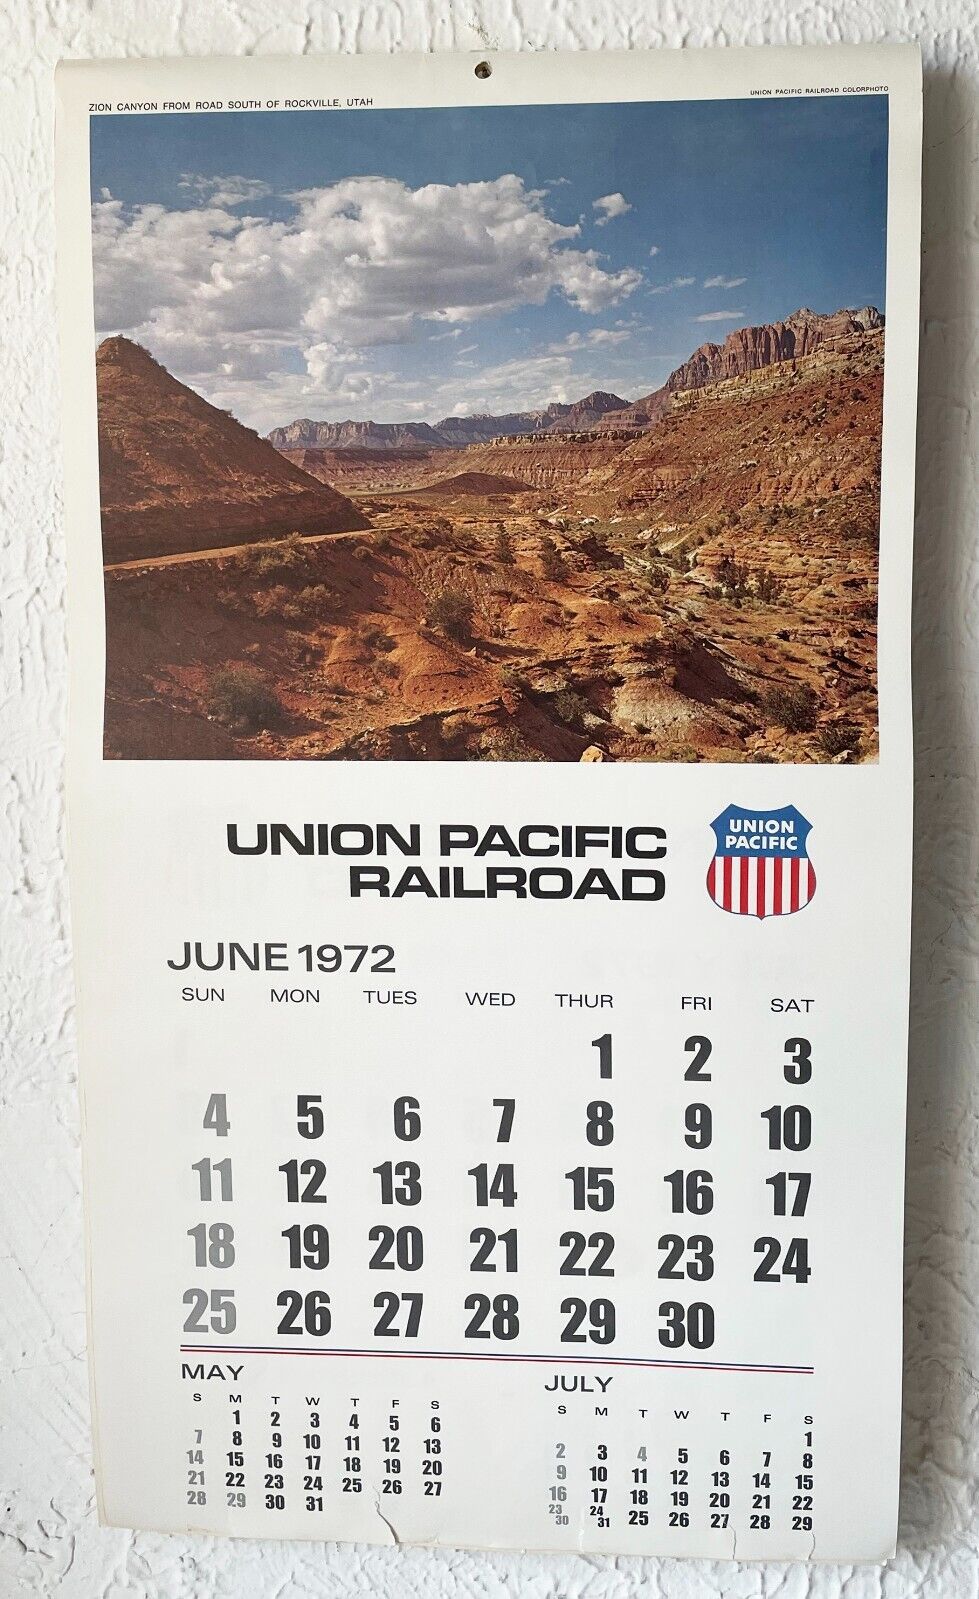 ZION CANYON FROM ROAD SOUTH OF ROCKVILLE, UTAH
UNION PACIFIC RAILROAD COLORPHOTO
UNION PACIFIC
RAILROAD
UNION
PACIFIC
JUNE 1972
SUN MON TUES WED THUR FRI SAT
1 2 3
4 5 6 7 8 9 10
11 12 13 14 15 16 17
18 19 20 21 22 23 24
25 26 27 28 29 30
MAY
S M T W T F S
1 2 3 4 5 6
7 8 9 10 11 12 13
14 15 16 17 18 19 20
21 22 23 24 25 26 27
28 29 30 31
JULY
S M T W T F S
1
2 3 4 5 6 7 8
9 10 11 12 13 14 15
16 17 18 19 20 21 22
23 24 25 26 27 28 29
30 31